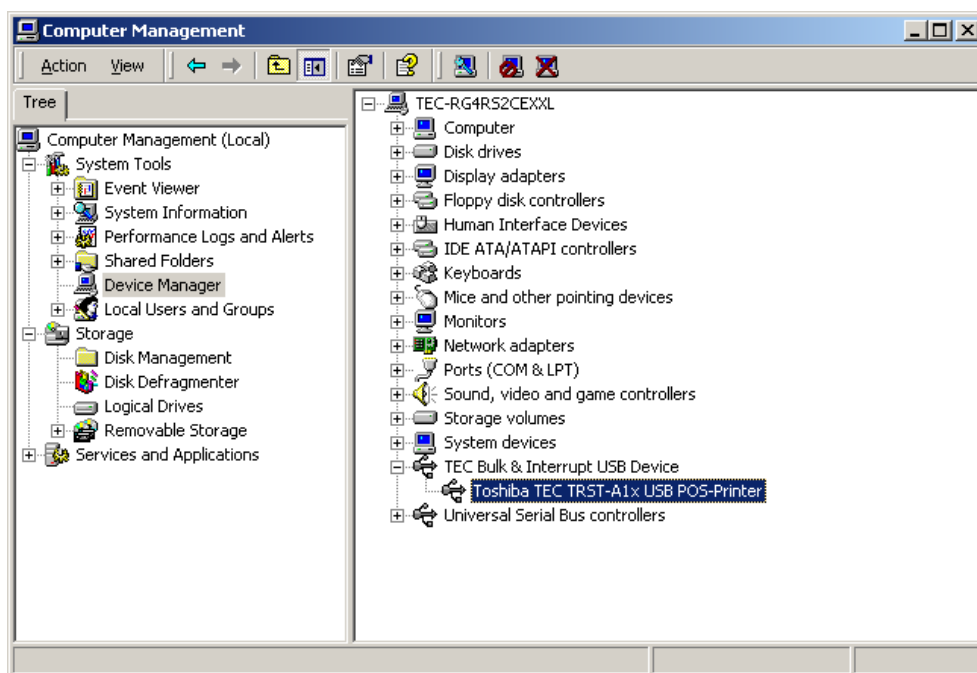 Computer Management
Action View
Tree
Computer Management (Local)
System Tools
Event Viewer
System Information
Performance Logs and Alerts
Shared Folders
Device Manager
Local Users and Groups
Storage
Disk Management
Disk Defragmenter
Logical Drives
Removable Storage
Services and Applications
TEC-RG4RS2CEXXL
Computer
Disk drives
Display adapters
Floppy disk controllers
Human Interface Devices
IDE ATA/ATAPI controllers
Keyboards
Mice and other pointing devices
Monitors
Network adapters
Ports (COM & LPT)
Sound, video and game controllers
Storage volumes
System devices
TEC Bulk & Interrupt USB Device
Toshiba TEC TRST-A1x USB POS-Printer
Universal Serial Bus controllers